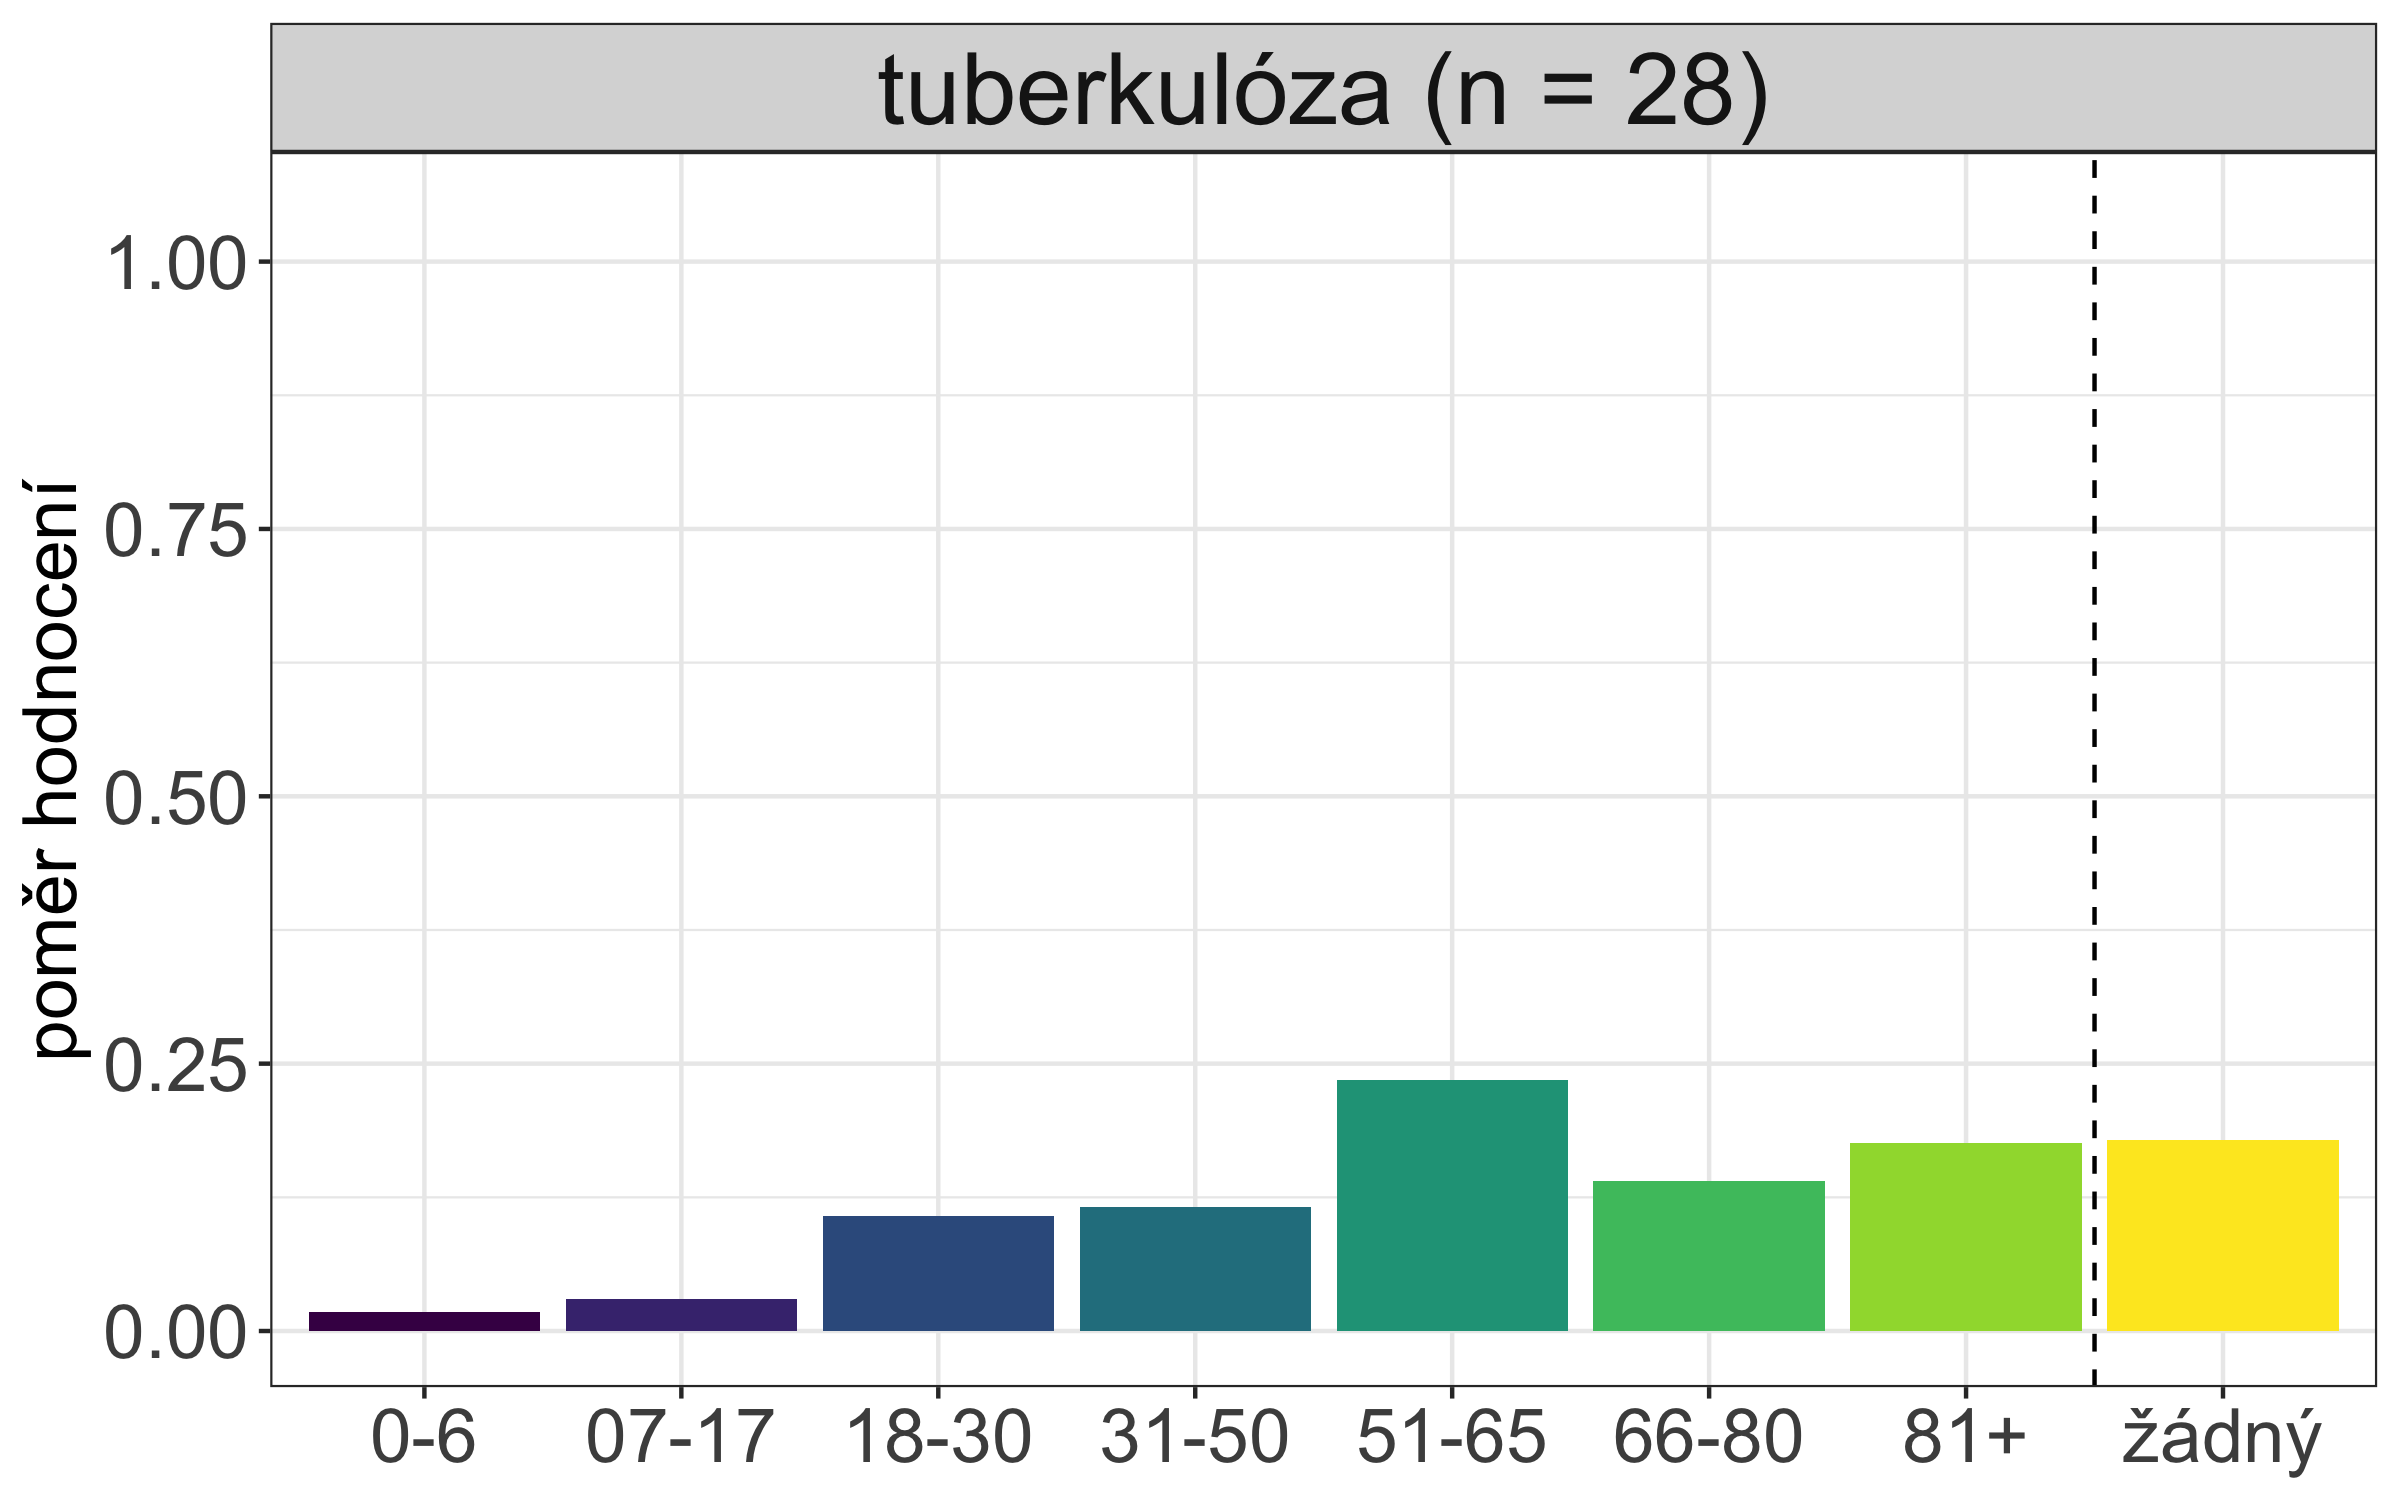 tuberkulóza (n = 28)
poměr hodnocení
1.00
0.75
0.50
0.25
0.00
0-6 07-17 18-30 31-50 51-65 66-80 81+ žádný